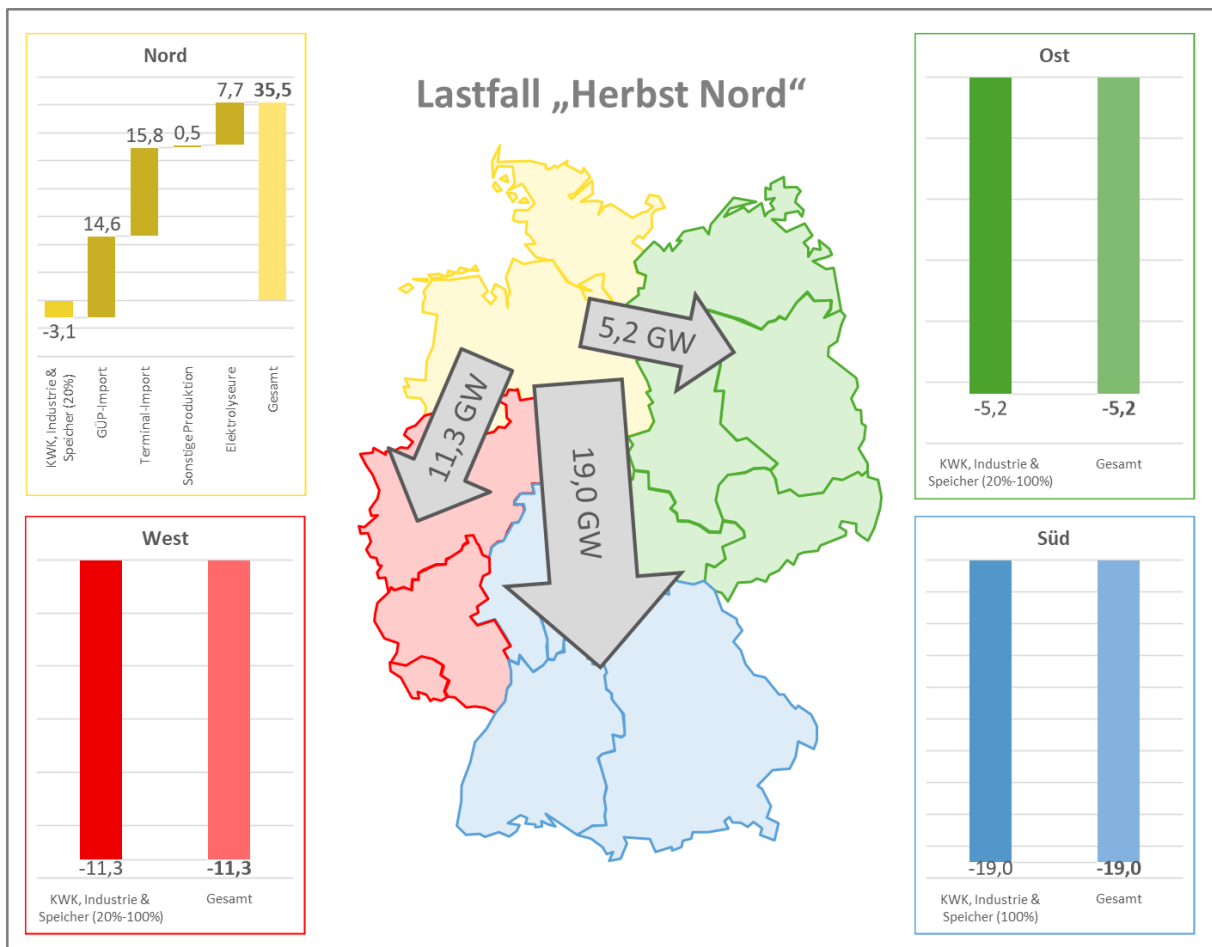 Lastfall „Herbst Nord“
Nord
7,7
35,5
15,8
0,5
14,6
-3,1
KWK, Industrie &
Speicher (20%)
GÜP-Import
Terminal-Import
Sonstige Produktion
Elektrolyseure
Gesamt
Ost
-5,2
-5,2
KWK, Industrie &
Speicher (20%-100%)
Gesamt
5,2 GW
11,3 GW
19,0 GW
West
-11,3
-11,3
KWK, Industrie &
Speicher (20%-100%)
Gesamt
Süd
-19,0
-19,0
KWK, Industrie &
Speicher (100%)
Gesamt